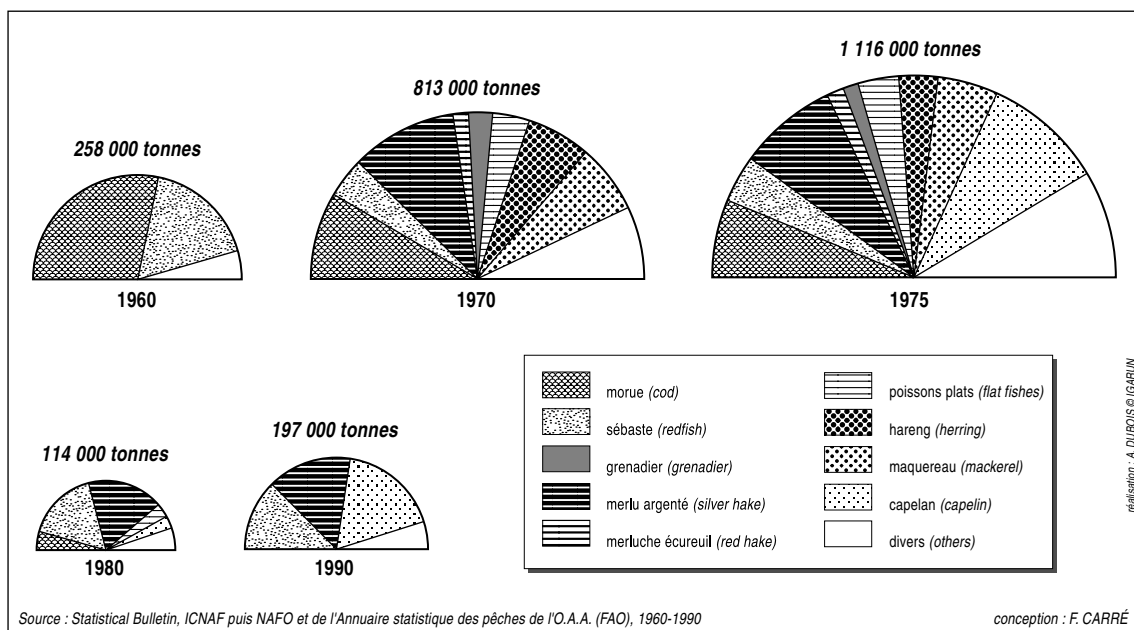 1 116 000 tonnes
813 000 tonnes
258 000 tonnes
1960
1970
1975
114 000 tonnes
197 000 tonnes
1980
1990
morue (cod)
sébaste (redfish)
grenadier (grenadier)
merlu argenté (silver hake)
merluche écureuil (red hake)
poissons plats (flat fishes)
hareng (herring)
maquereau (mackerel)
capelan (capelin)
divers (others)
réalisation : A. DUBOIS © IGARUN
Source : Statistical Bulletin, ICNAF puis NAFO et de l'Annuaire statistique des pêches de l'O.A.A. (FAO), 1960-1990
conception : F. CARRÉ